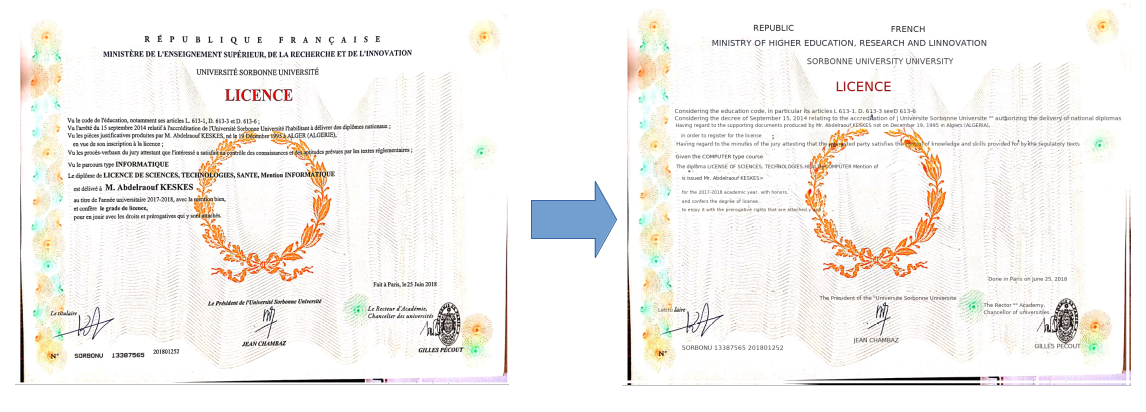 RÉPUBLIQUE FRANÇAISE
MINISTÈRE DE L'ENSEIGNEMENT SUPÉRIEUR, DE LA RECHERCHE ET DE L'INNOVATION
UNIVERSITÉ SORBONNE UNIVERSITÉ
LICENCE
Vu le code de l'éducation, notamment ses articles L. 613-1, D. 613-3 et D. 613-6 ;
Vu l'arrêté du 15 septembre 2014 relatif à l'accréditation de l'Université Sorbonne Université l'habilitant à délivrer des diplômes nationaux ;
Vu les pièces justificatives produites par M. Abdelraouf KESKES, né le 19 Décembre 1995 à ALGER (ALGERIE),
en vue de son inscription à la licence ;
Vu les procès-verbaux du jury attestant que l'intéressé a satisfait au contrôle des connaissances et des aptitudes prévues par les textes réglementaires ;
Vu le parcours type INFORMATIQUE
Le diplôme de LICENCE DE SCIENCES, TECHNOLOGIES, SANTE, Mention INFORMATIQUE
est délivré à M. Abdelraouf KESKES
au titre de l'année universitaire 2017-2018, avec la mention bien,
et confère le grade de licence,
pour en jouir avec les droits et prérogatives qui y sont attachés.
Fait à Paris, le 25 Juin 2018
Le Président de l'Université Sorbonne Université
Le titulaire
Le Recteur d'Académie,
Chancelier des universités
JEAN CHAMBAZ
GILLES PÉCOUT
N° SORBONU 13387565 201801252
REPUBLIC FRENCH
MINISTRY OF HIGHER EDUCATION, RESEARCH AND LINNOVATION
SORBONNE UNIVERSITY UNIVERSITY
LICENCE
Considering the education code, in particular its articles L 613-1, D. 613-3 seeD 613-6
Considering the decree of September 15, 2014 relating to the accreditation of | Universite Sorbonne Universite "" autborizing the delivery of national diplomas
Having regard to the supporting documents produced by Mr. Abdelraouf KESKES not on December 19, 1995 in Algiers (ALGERIA),
in order to register for the license ;
Having regard to the minutes of the jury attesting that the interested party satisfies the of knowledge and skills provided for by the regulatory texts
Given the COMPUTER type course
The diploma LICENSE OF SCIENCES, TECHNOLOGIES, COMPUTER Mention of
is issued Mr. Abdelraouf KESKES>
for the 2017-2018 academic year. with honors.
and confers the degree of license.
to enjoy it with the prerogative rights that are attached
Done in Paris on June 25, 2018
The President of the "Universite Sorbonne Universite
The Rector "" Academy,
Chancellor of universities
JEAN CHAMBAZ
GILLES PECOUT
N° SORBONU 13387565 201801252